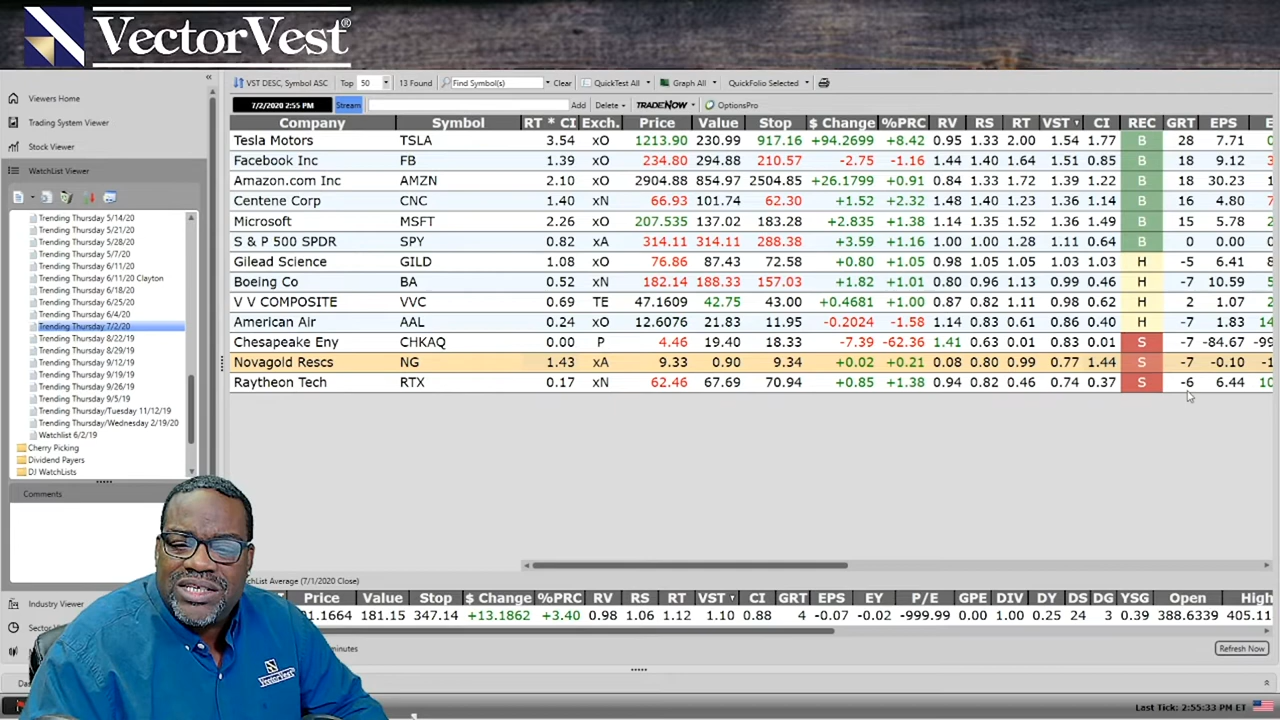 VectorVest®
VST DESC, Symbol ASC Top 50 13 Found Find Symbol(s) Clear QuickTest All Graph All QuickFolio Selected
7/2/2020 2:55 PM Stream Add Delete TRADENOW OptionsPro
Viewers Home
Trading System Viewer
Stock Viewer
WatchList Viewer
Trending Thursday 5/14/20
Trending Thursday 5/21/20
Trending Thursday 5/28/20
Trending Thursday 5/7/20
Trending Thursday 6/11/20
Trending Thursday 6/11/20 Clayton
Trending Thursday 6/18/20
Trending Thursday 6/25/20
Trending Thursday 6/4/20
Trending Thursday 7/2/20
Trending Thursday 8/22/19
Trending Thursday 8/29/19
Trending Thursday 9/12/19
Trending Thursday 9/19/19
Trending Thursday 9/26/19
Trending Thursday 9/5/19
Trending Thursday/Tuesday 11/12/19
Trending Thursday/Wednesday 2/19/20
Watchlist 6/2/19
Cherry Picking
Dividend Payers
DJ WatchLists
Comments
Industry Viewer
Company Symbol RT * CI Exch. Price Value Stop $ Change %PRC RV RS RT VST CI REC GRT EPS E
Tesla Motors TSLA 3.54 xO 1213.90 230.99 917.16 +94.2699 +8.42 0.95 1.33 2.00 1.54 1.77 B 28 7.71
Facebook Inc FB 1.39 xO 234.80 294.88 210.57 -2.75 -1.16 1.44 1.40 1.64 1.51 0.85 B 18 9.12
Amazon.com Inc AMZN 2.10 xO 2904.88 854.97 2504.85 +26.1799 +0.91 0.84 1.33 1.72 1.39 1.22 B 18 30.23
Centene Corp CNC 1.40 xN 66.93 101.74 62.30 +1.52 +2.32 1.48 1.40 1.23 1.36 1.14 B 16 4.80
Microsoft MSFT 2.26 xO 207.535 137.02 183.28 +2.835 +1.38 1.14 1.35 1.52 1.36 1.49 B 15 5.78
S & P 500 SPDR SPY 0.82 xA 314.11 314.11 288.38 +3.59 +1.16 1.00 1.00 1.28 1.11 0.64 B 0 0.00
Gilead Science GILD 1.08 xO 76.86 87.43 72.58 +0.80 +1.05 1.08 1.00 1.05 1.03 1.03 H -5 6.41
Boeing Co BA 0.52 xN 182.14 188.33 157.03 +1.82 +1.01 0.80 0.96 1.13 0.99 0.46 H -7 10.59
V V COMPOSITE VVC 0.69 TE 47.1609 42.75 43.00 +0.4681 +1.00 0.87 0.82 1.11 0.98 0.62 H 2 1.07
American Air AAL 0.24 xO 12.6076 21.83 11.95 -0.2024 -1.58 1.14 0.83 0.61 0.86 0.40 H -7 1.83
Chesapeake Eny CHKAQ 0.00 P 4.46 19.40 18.33 -7.39 -62.36 1.41 0.83 0.01 0.83 0.01 S -7 -84.67 -99
Novagold Rescs NG 1.43 xA 9.33 0.90 9.34 +0.02 +0.21 0.08 0.80 0.99 0.77 1.44 S -7 -0.10 -1
Raytheon Tech RTX 0.17 xN 62.46 67.69 70.94 +0.85 +1.38 0.94 0.82 0.46 0.74 0.37 S -6 6.44 10
List Average (7/1/2020 Close)
Price Value Stop $ Change %PRC RV RS RT VST CI GRT EPS EY P/E GPE DIV DY DS DG YSG Open High
1.1664 181.15 347.14 +13.1862 +3.40 0.98 1.06 1.12 1.10 0.88 4 -0.07 -0.02 -999.99 0.00 1.00 0.25 24 3 0.39 388.6339 405.11
minutes Refresh Now
VectorVest
Last Tick: 2:55:33 PM ET